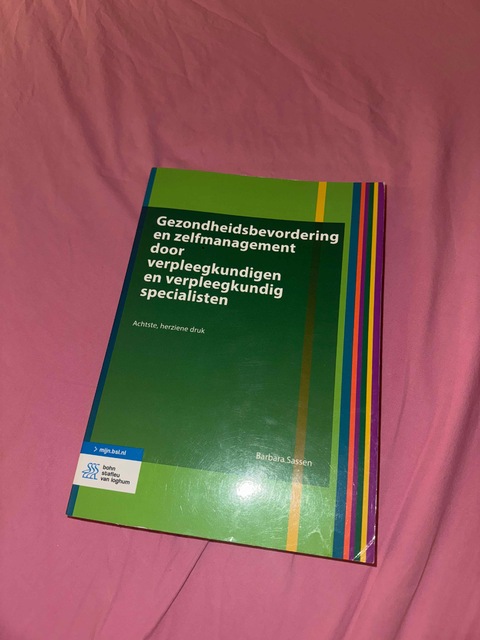 Gezondheidsbevordering
en zelfmanagement
door
verpleegkundigen
en verpleegkundig
specialisten
Achtste, herziene druk
Barbara Sassen
> mijn.bsl.nl
bohn
stafleu
van loghum